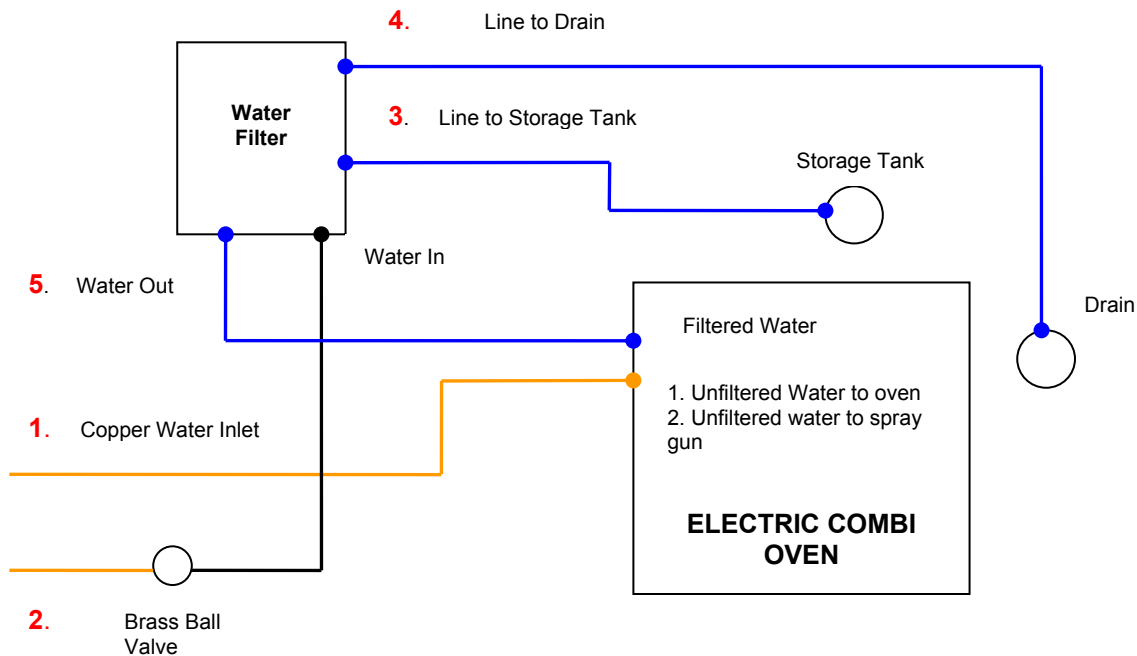 4. Line to Drain
Water
Filter
3. Line to Storage Tank
Storage Tank
Water In
5. Water Out
Drain
Filtered Water
1. Unfiltered Water to oven
2. Unfiltered water to spray
gun
1. Copper Water Inlet
ELECTRIC COMBI
OVEN
2. Brass Ball
Valve